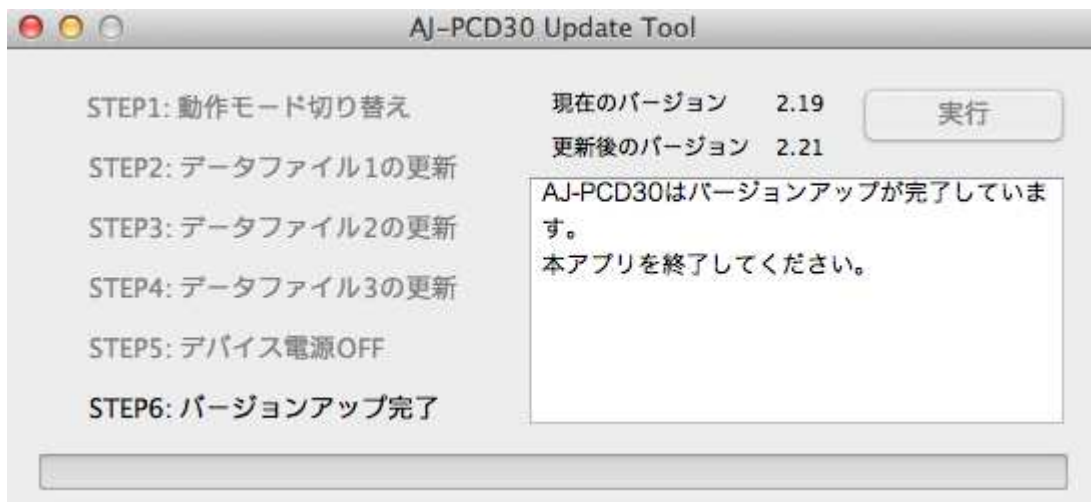 AJ-PCD30 Update Tool
STEP1: 動作モード切り替え
STEP2: データファイル1の更新
STEP3: データファイル2の更新
STEP4: データファイル3の更新
STEP5: デバイス電源OFF
STEP6: バージョンアップ完了
現在のバージョン 2.19
更新後のバージョン 2.21
実行
AJ-PCD30はバージョンアップが完了していま
す。
本アプリを終了してください。